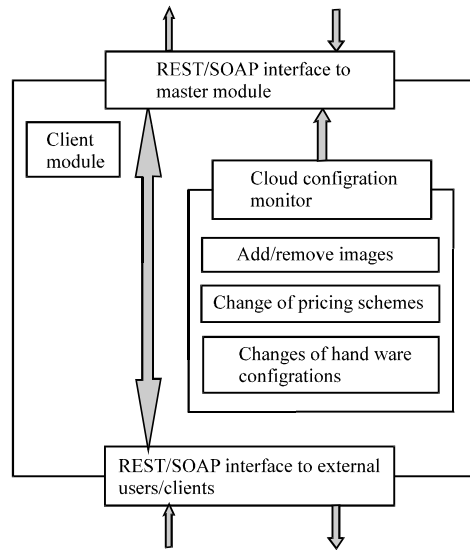 REST/SOAP interface to
master module
Client
module
Cloud configration
monitor
Add/remove images
Change of pricing schemes
Changes of hand ware
configrations
REST/SOAP interface to external
users/clients